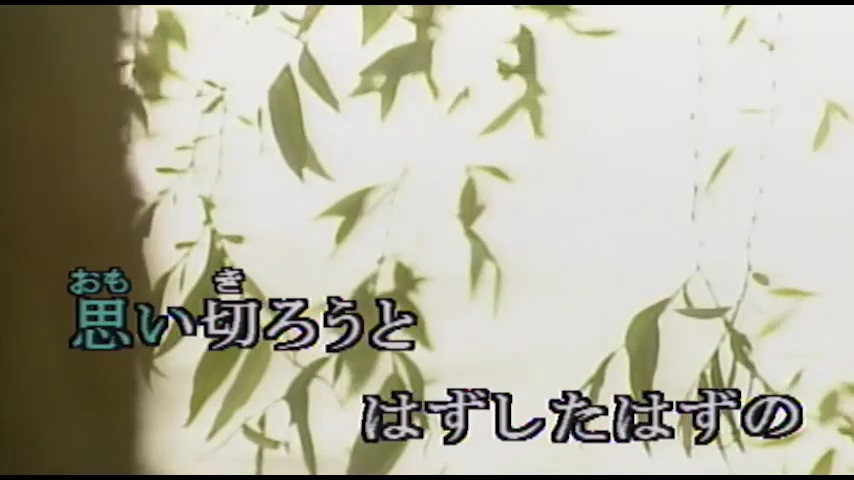 おも き
思い切ろうと
はずしたはずの